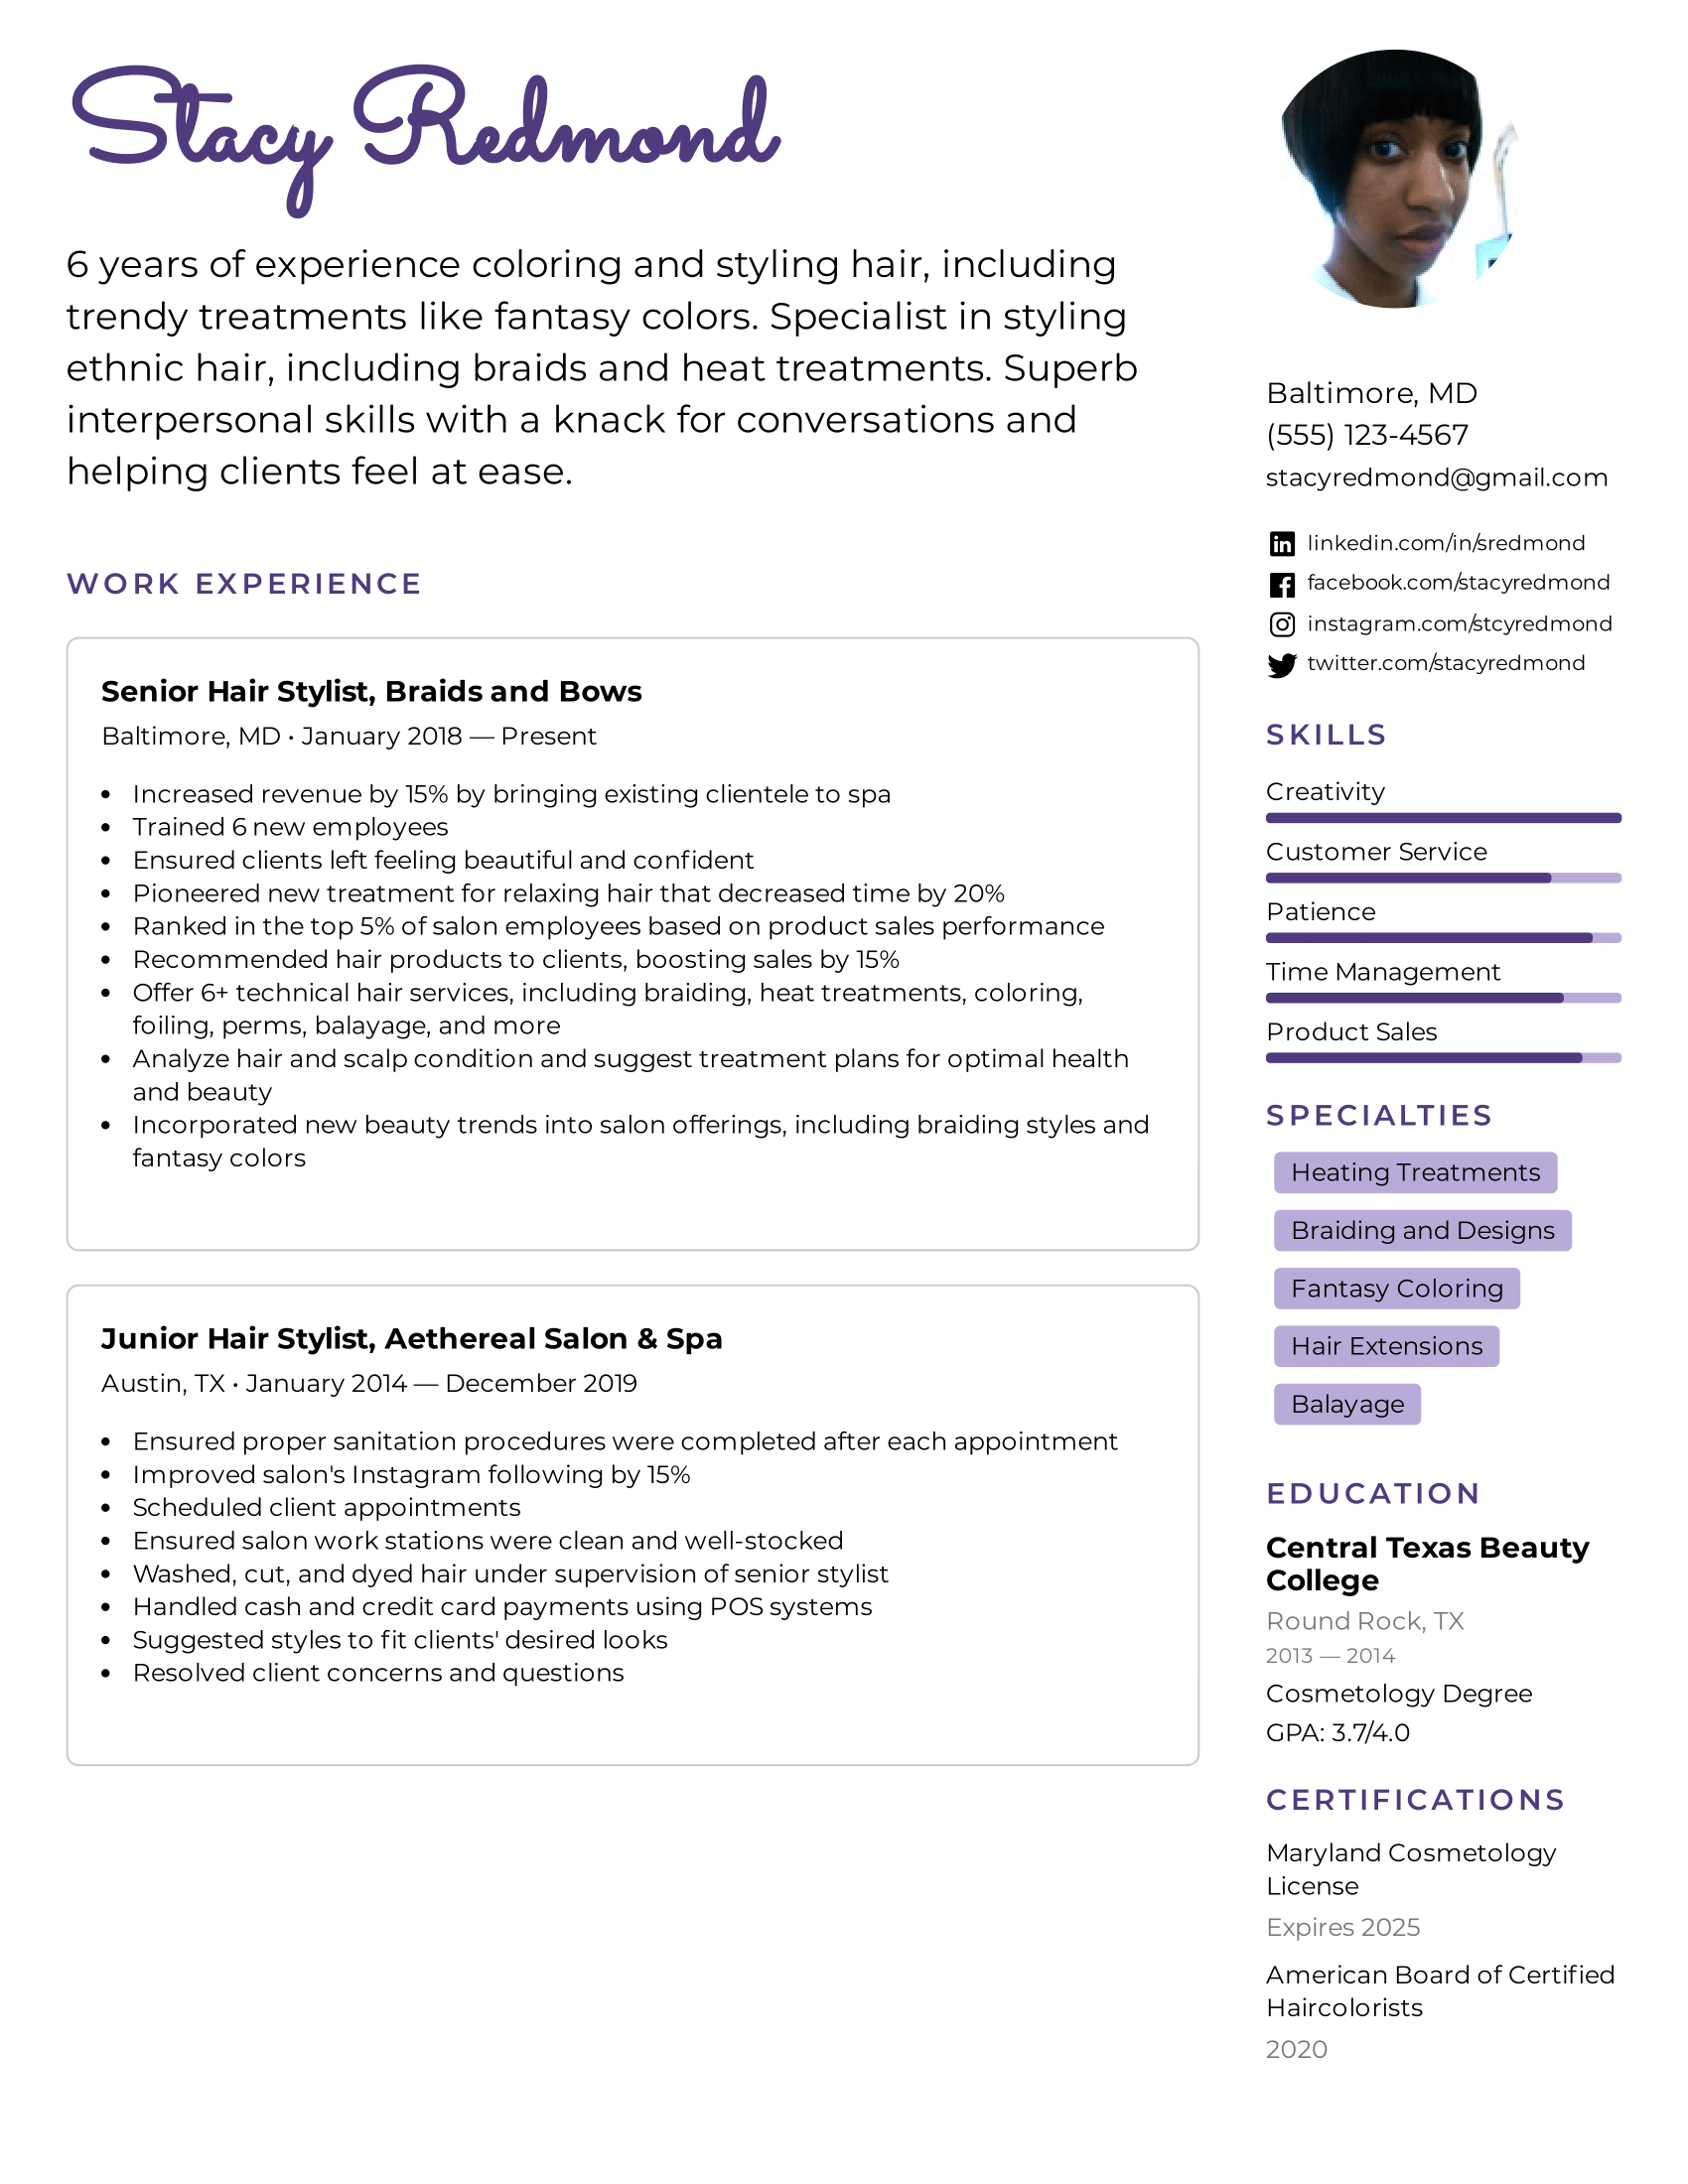 Stacy Redmond
6 years of experience coloring and styling hair, including
trendy treatments like fantasy colors. Specialist in styling
ethnic hair, including braids and heat treatments. Superb
interpersonal skills with a knack for conversations and
helping clients feel at ease.
WORK EXPERIENCE
Senior Hair Stylist, Braids and Bows
Baltimore, MD • January 2018 — Present
• Increased revenue by 15% by bringing existing clientele to spa
• Trained 6 new employees
• Ensured clients left feeling beautiful and confident
• Pioneered new treatment for relaxing hair that decreased time by 20%
• Ranked in the top 5% of salon employees based on product sales performance
• Recommended hair products to clients, boosting sales by 15%
• Offer 6+ technical hair services, including braiding, heat treatments, coloring,
foiling, perms, balayage, and more
• Analyze hair and scalp condition and suggest treatment plans for optimal health
and beauty
• Incorporated new beauty trends into salon offerings, including braiding styles and
fantasy colors
Junior Hair Stylist, Aethereal Salon & Spa
Austin, TX • January 2014 — December 2019
• Ensured proper sanitation procedures were completed after each appointment
• Improved salon's Instagram following by 15%
• Scheduled client appointments
• Ensured salon work stations were clean and well-stocked
• Washed, cut, and dyed hair under supervision of senior stylist
• Handled cash and credit card payments using POS systems
• Suggested styles to fit clients' desired looks
• Resolved client concerns and questions
Baltimore, MD
(555) 123-4567
stacyredmond@gmail.com
linkedin.com/in/sredmond
facebook.com/stacyredmond
instagram.com/stcyredmond
twitter.com/stacyredmond
SKILLS
Creativity
Customer Service
Patience
Time Management
Product Sales
SPECIALTIES
Heating Treatments
Braiding and Designs
Fantasy Coloring
Hair Extensions
Balayage
EDUCATION
Central Texas Beauty
College
Round Rock, TX
2013 — 2014
Cosmetology Degree
GPA: 3.7/4.0
CERTIFICATIONS
Maryland Cosmetology
License
Expires 2025
American Board of Certified
Haircolorists
2020